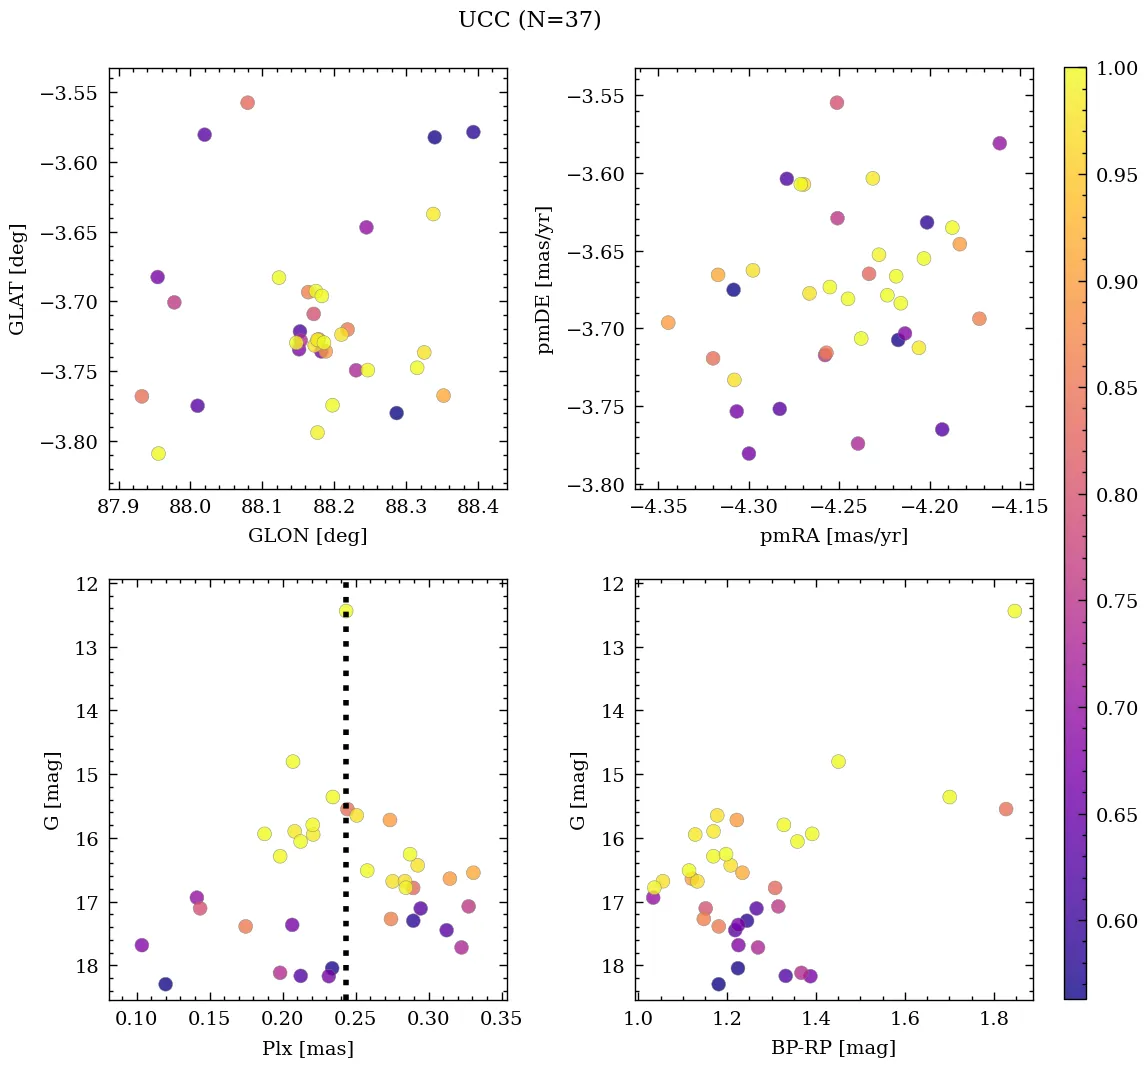 UCC (N=37)
−3.55
−3.60
−3.65
−3.70
−3.75
−3.80
GLAT [deg]
87.9 88.0 88.1 88.2 88.3 88.4
GLON [deg]
−3.55
−3.60
−3.65
−3.70
−3.75
−3.80
pmDE [mas/yr]
−4.35 −4.30 −4.25 −4.20 −4.15
pmRA [mas/yr]
12
13
14
15
16
17
18
G [mag]
0.10 0.15 0.20 0.25 0.30 0.35
Plx [mas]
12
13
14
15
16
17
18
G [mag]
1.0 1.2 1.4 1.6 1.8
BP-RP [mag]
1.00
0.95
0.90
0.85
0.80
0.75
0.70
0.65
0.60